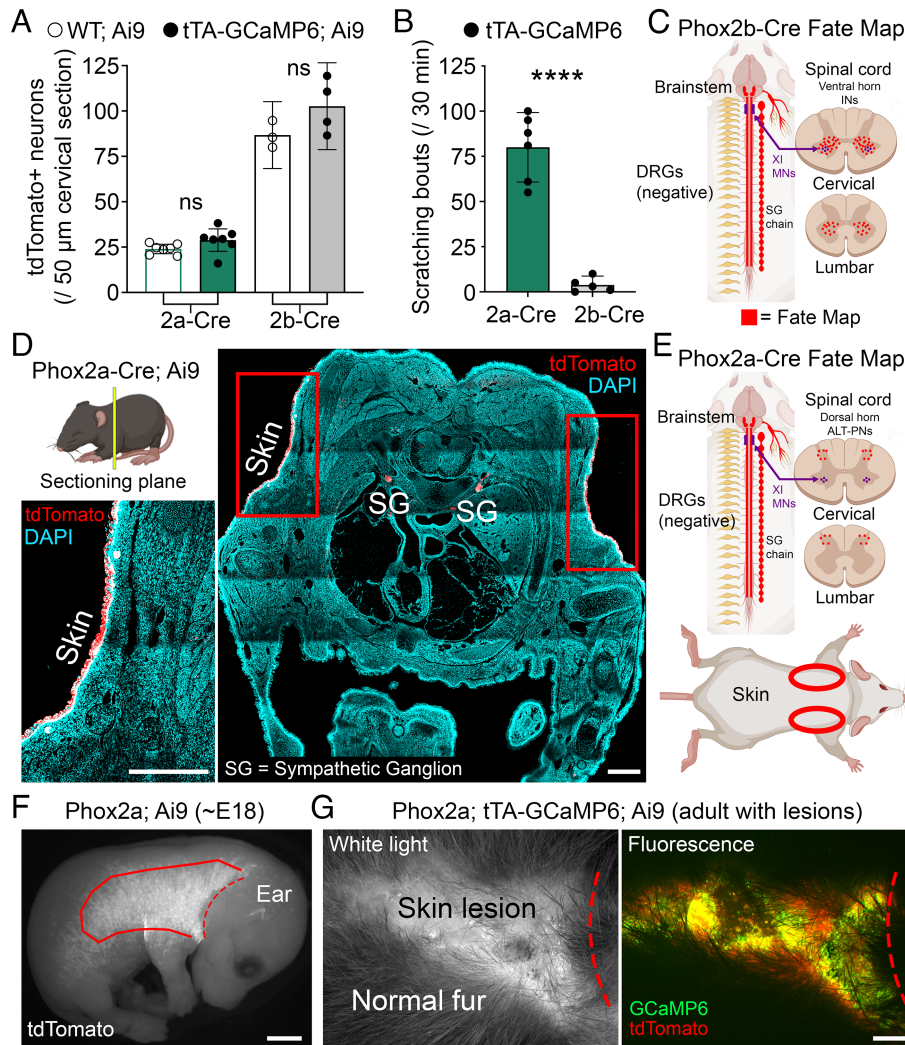 A
○ WT; Ai9 ● tTA-GCaMP6; Ai9
tdTomato+ neurons
(/ 50 µm cervical section)
125
100
75
50
25
0
ns
ns
2a-Cre
2b-Cre
B
● tTA-GCaMP6
Scratching bouts (/ 30 min)
125
100
75
50
25
0
****
2a-Cre
2b-Cre
C
Phox2b-Cre Fate Map
Brainstem
Spinal cord
Ventral horn
INs
DRGs
(negative)
XI
MNs
SG
chain
Cervical
Lumbar
= Fate Map
D
Phox2a-Cre; Ai9
Sectioning plane
tdTomato
DAPI
Skin
tdTomato
DAPI
Skin
SG
SG
SG = Sympathetic Ganglion
E
Phox2a-Cre Fate Map
Brainstem
Spinal cord
Dorsal horn
ALT-PNs
DRGs
(negative)
XI
MNs
SG
chain
Cervical
Lumbar
Skin
F
Phox2a; Ai9 (~E18)
Ear
tdTomato
G
Phox2a; tTA-GCaMP6; Ai9 (adult with lesions)
White light
Skin lesion
Normal fur
Fluorescence
GCaMP6
tdTomato